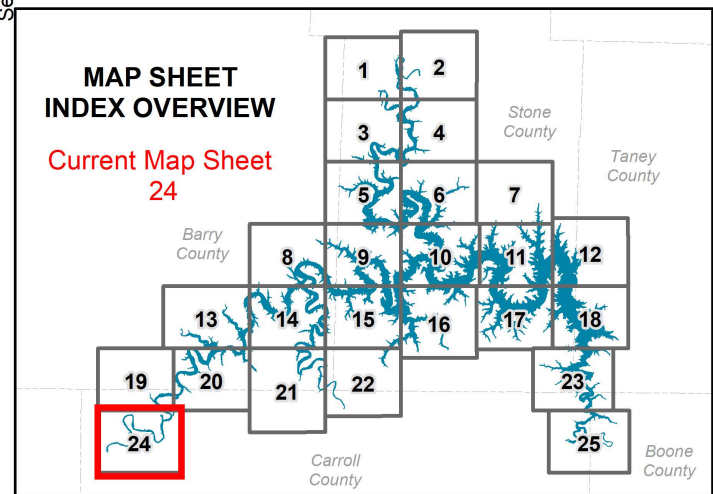 Se
MAP SHEET
INDEX OVERVIEW
Current Map Sheet
24
1
2
Stone
County
3
4
Taney
County
5
6
7
Barry
County
8
9
10
11
12
13
14
15
16
17
18
19
20
21
22
23
24
25
Carroll
County
Boone
County